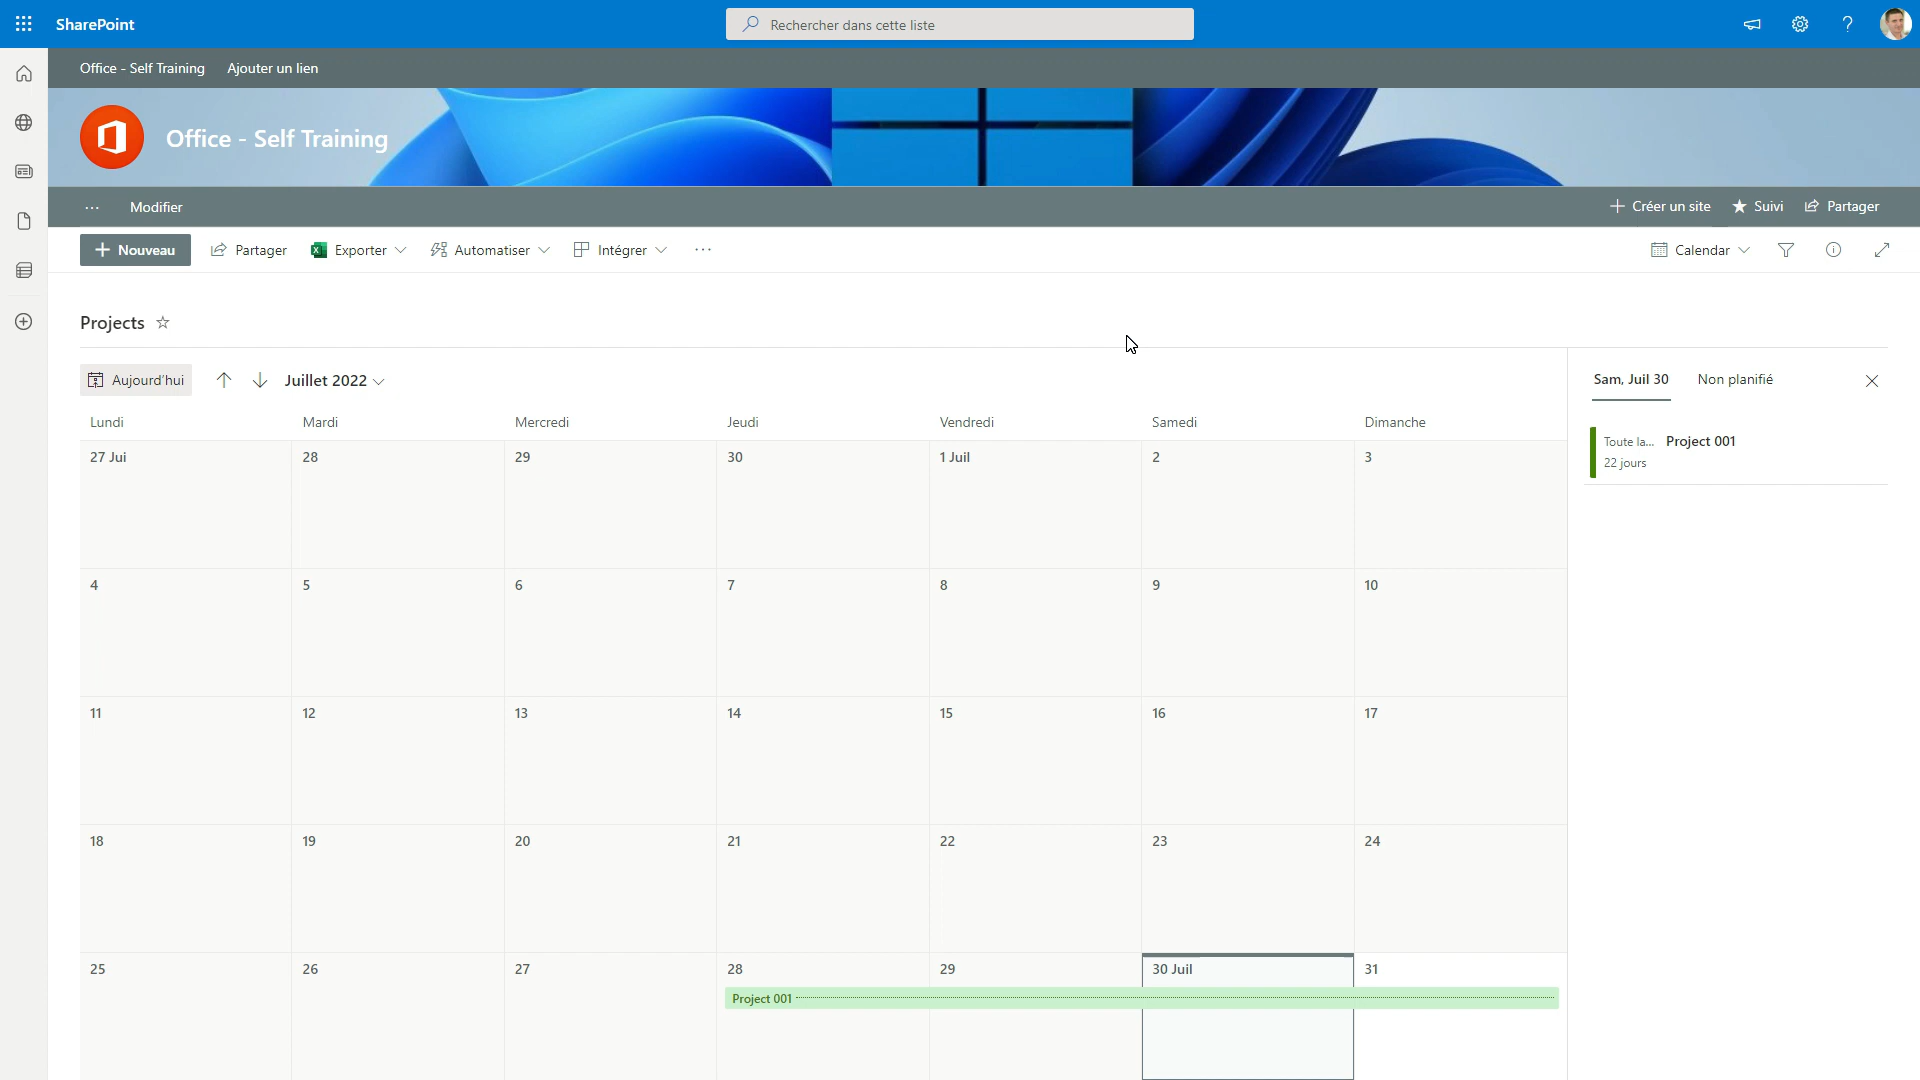 SharePoint
Rechercher dans cette liste
Office - Self Training Ajouter un lien
Office - Self Training
··· Modifier
Créer un site Suivi Partager
Nouveau Partager Exporter Automatiser Intégrer ···
Calendar
Projects
Aujourd'hui Juillet 2022
Sam, Juil 30 Non planifié
Lundi Mardi Mercredi Jeudi Vendredi Samedi Dimanche
Toute la... Project 001
22 jours
27 Jui 28 29 30 1 Juil 2 3
4 5 6 7 8 9 10
11 12 13 14 15 16 17
18 19 20 21 22 23 24
25 26 27 28 29 30 Juil 31
Project 001